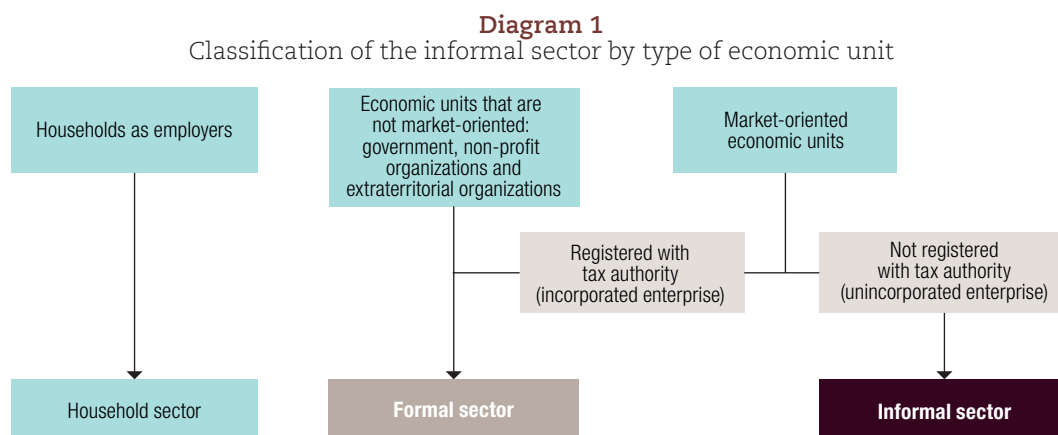 Diagram 1
Classification of the informal sector by type of economic unit
Households as employers
Economic units that are
not market-oriented:
government, non-profit
organizations and
extraterritorial organizations
Market-oriented
economic units
Registered with
tax authority
(incorporated enterprise)
Not registered
with tax authority
(unincorporated enterprise)
Household sector
Formal sector
Informal sector